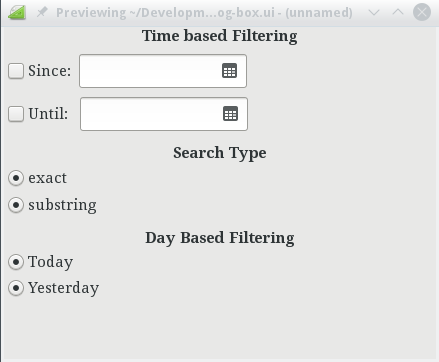 Previewing ~/Developm...og-box.ui - (unnamed)
Time based Filtering
Since:
Until:
Search Type
exact
substring
Day Based Filtering
Today
Yesterday